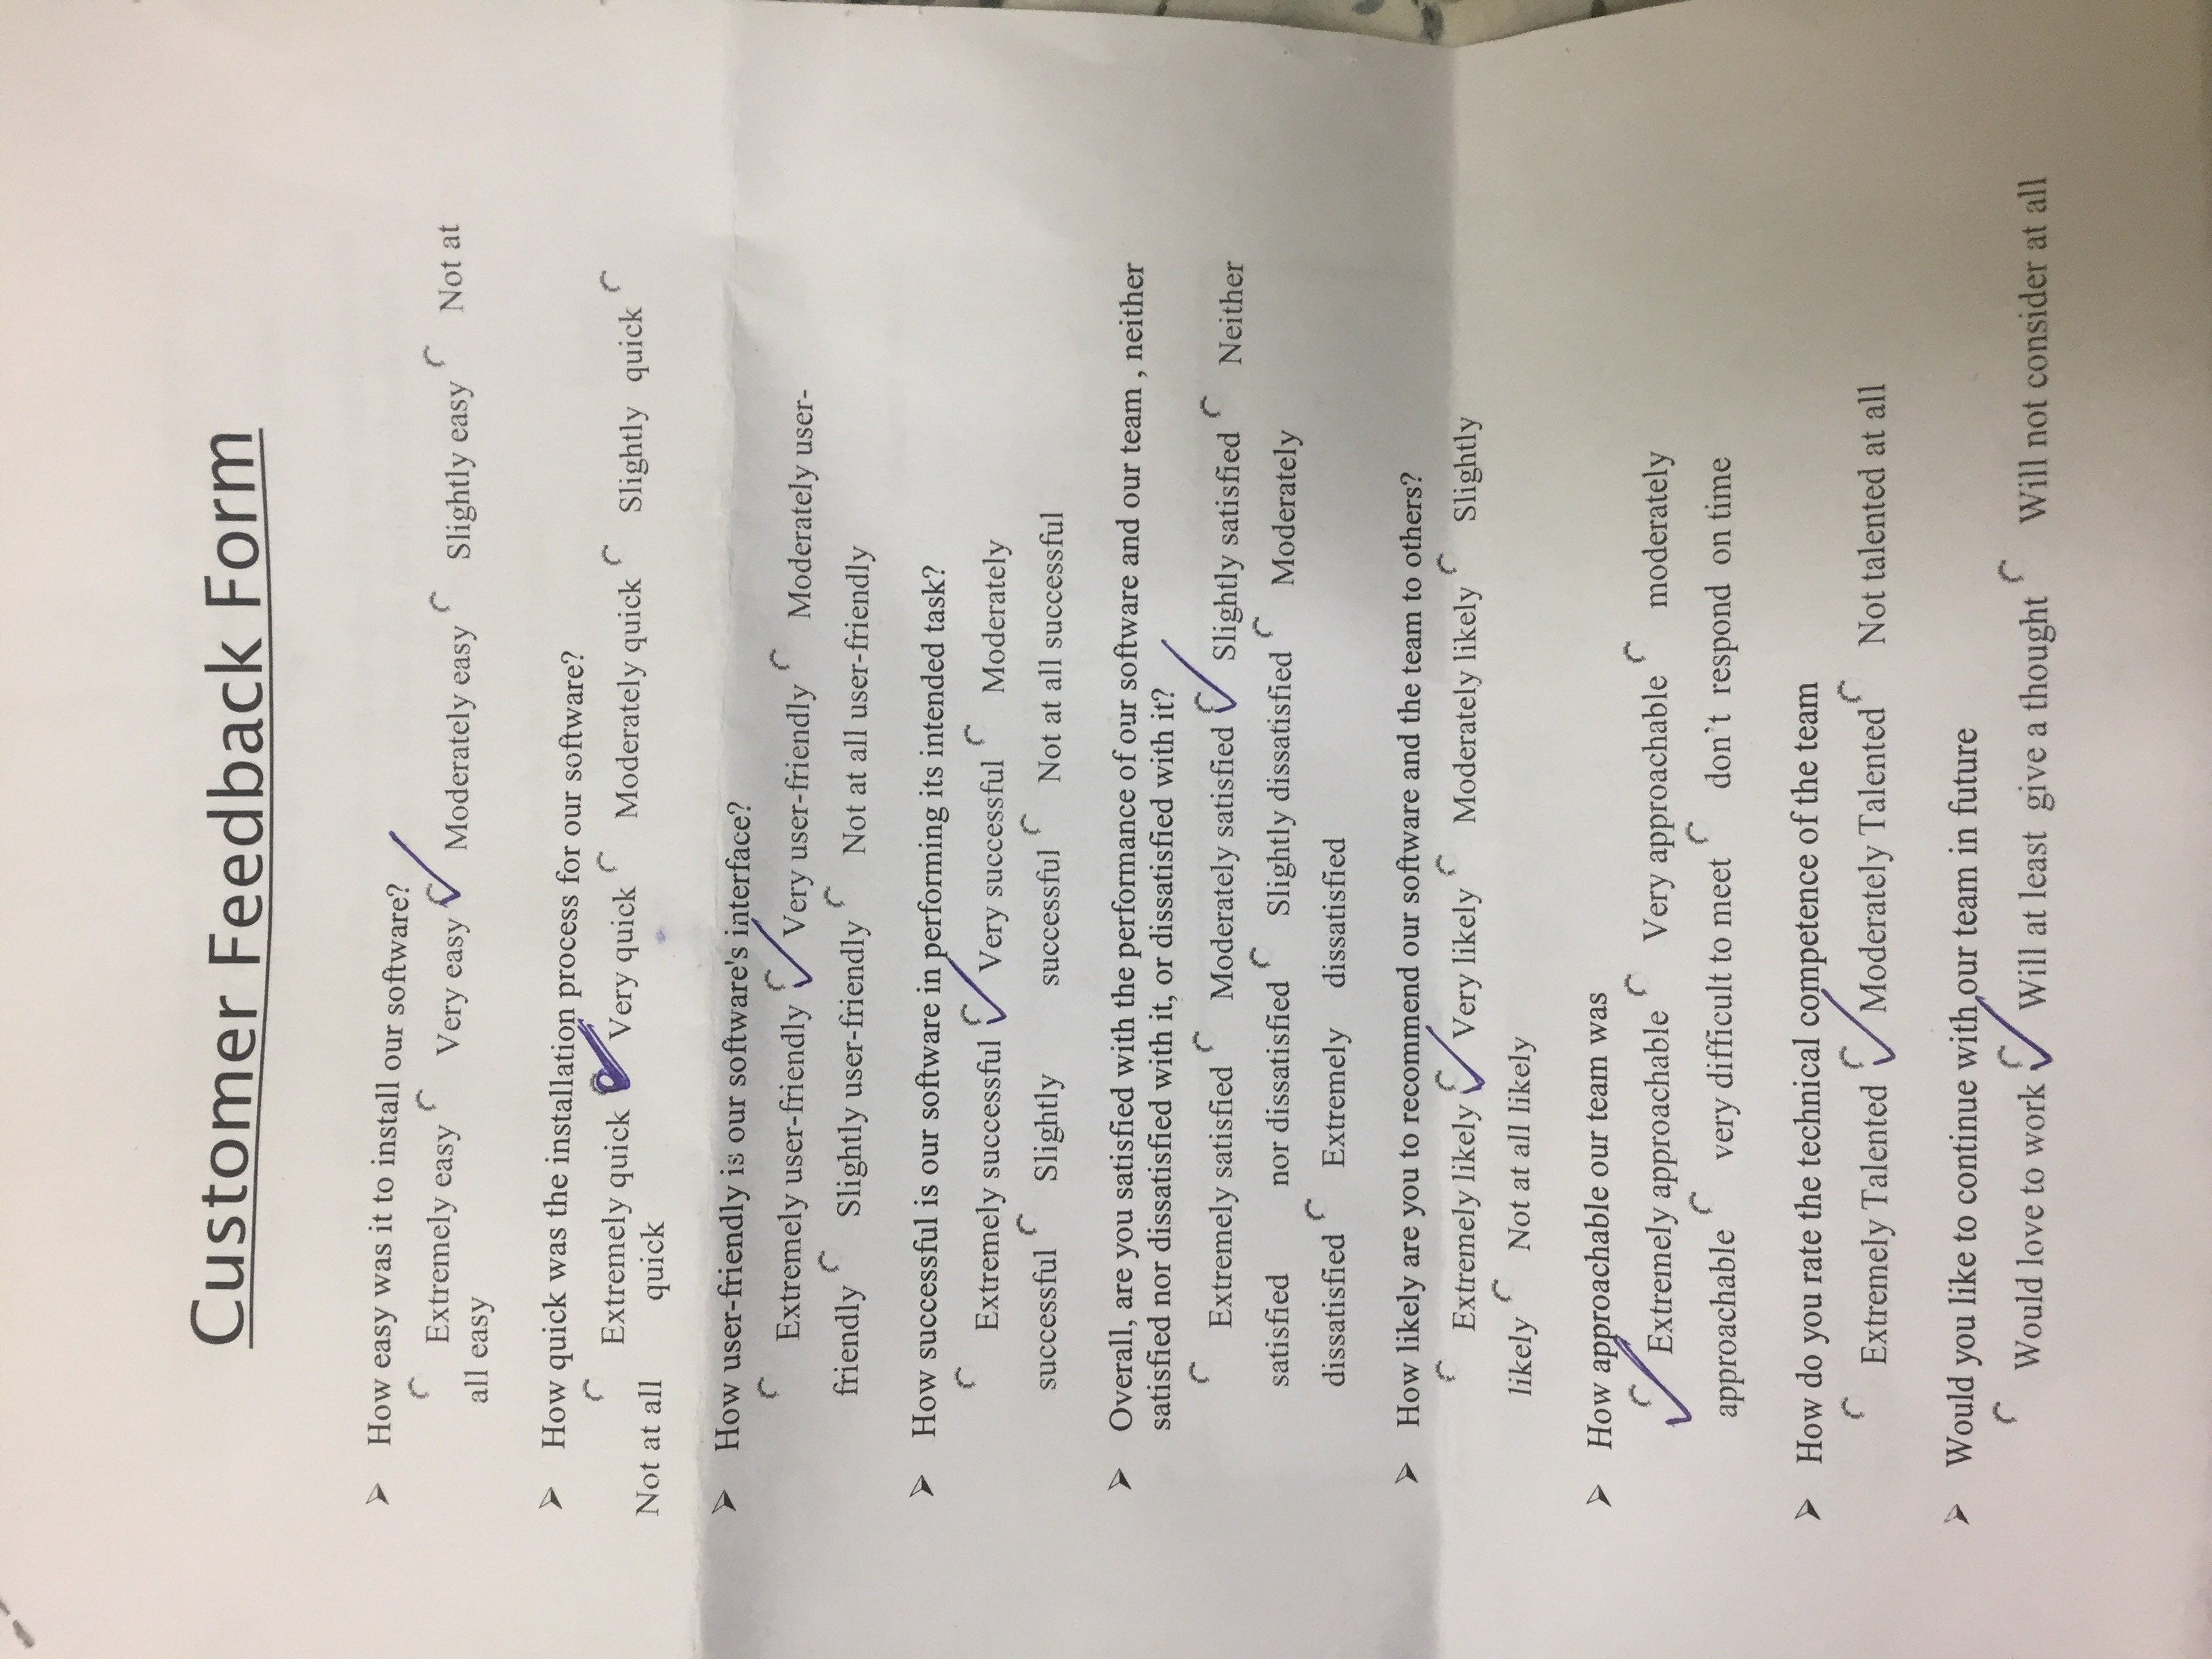 Customer Feedback Form
➢ How easy was it to install our software?
Extremely easy Very easy ✓ Moderately easy Slightly easy Not at
all easy
➢ How quick was the installation process for our software?
Extremely quick ✓ Very quick Moderately quick Slightly quick
Not at all quick
➢ How user-friendly is our software's interface?
Extremely user-friendly ✓ Very user-friendly Moderately user-
friendly Slightly user-friendly Not at all user-friendly
➢ How successful is our software in performing its intended task?
Extremely successful ✓ Very successful Moderately
successful Slightly successful Not at all successful
➢ Overall, are you satisfied with the performance of our software and our team , neither
satisfied nor dissatisfied with it, or dissatisfied with it?
Extremely satisfied Moderately satisfied ✓ Slightly satisfied Neither
satisfied nor dissatisfied Slightly dissatisfied Moderately
dissatisfied Extremely dissatisfied
➢ How likely are you to recommend our software and the team to others?
Extremely likely ✓ Very likely Moderately likely Slightly
likely Not at all likely
➢ How approachable our team was
✓ Extremely approachable Very approachable moderately
approachable very difficult to meet don't respond on time
➢ How do you rate the technical competence of the team
Extremely Talented ✓ Moderately Talented Not talented at all
➢ Would you like to continue with our team in future
Would love to work ✓ Will at least give a thought Will not consider at all